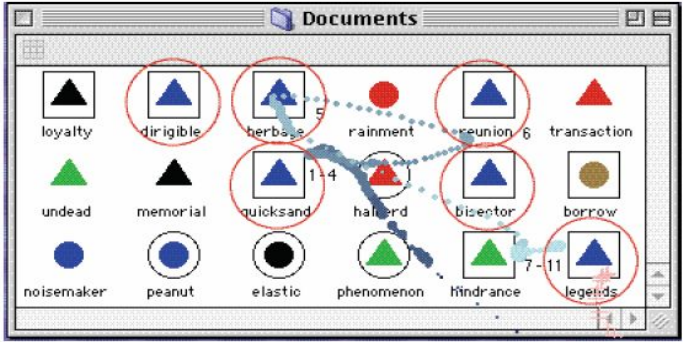 Documents
loyalty dirigible herbage rainment reunion transaction
5 6
undead memorial quicksand halberd bisector borrow
1-4
noisemaker peanut elastic phenomenon hindrance legends
7-11